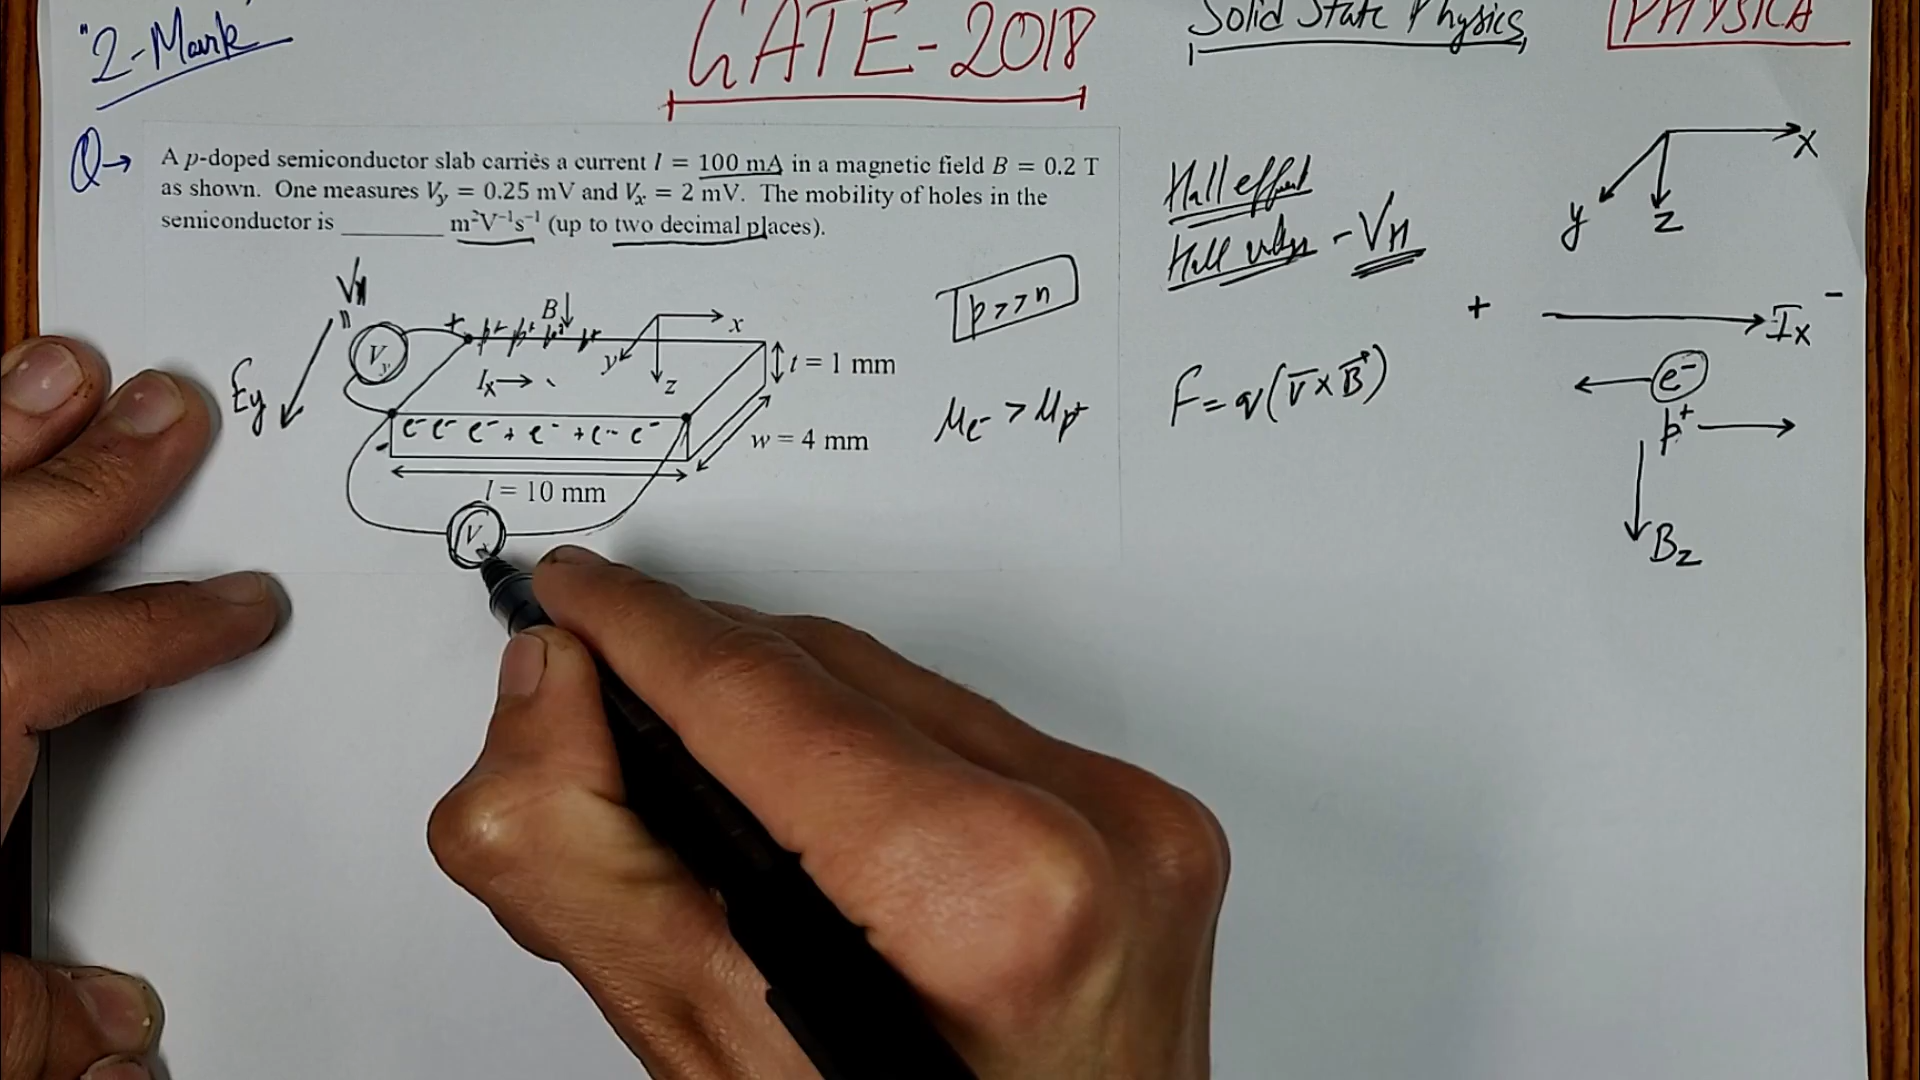 "2-Mark
GATE-2018
Solid State Physics
PHYSICA
Q→
A p-doped semiconductor slab carries a current I = 100 mA in a magnetic field B = 0.2 T
as shown. One measures Vy = 0.25 mV and Vx = 2 mV. The mobility of holes in the
semiconductor is ________ m²V⁻¹s⁻¹ (up to two decimal places).
Hall effect
Hall voltage - VH
VH
"
Ey
Vy
B↓
x
y
z
Ix→
t = 1 mm
w = 4 mm
l = 10 mm
+ p+ p+ p+ p+
e- e- e- + e- + e- e-
-
V
p>>n
μe- > μp+
F = q(v̄ × B⃗)
x
y
z
+ → Ix -
e-
p+ →
Bz